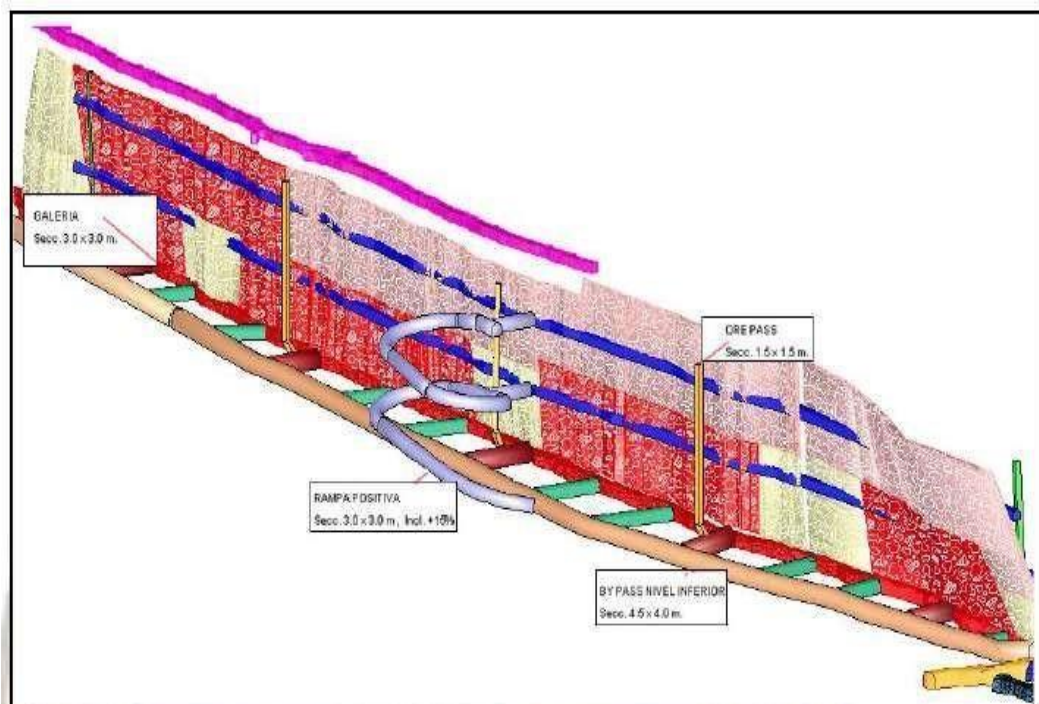 GALERIA
Secc. 3.0 x 3.0 m.
ORE PASS
Secc. 1.5 x 1.5 m.
RAMPA POSITIVA
Secc. 3.0 x 3.0 m, Incl. +15%
BY PASS NIVEL INFERIOR
Secc. 4.5 x 4.0 m.